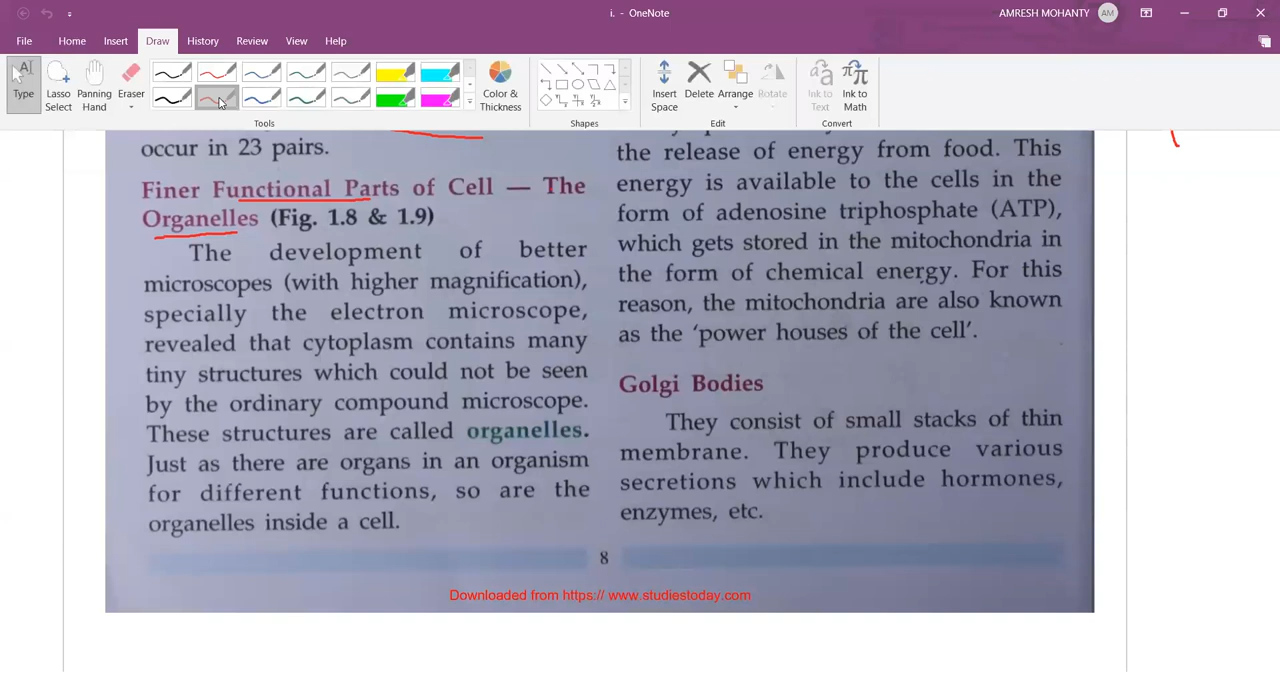 i. - OneNote
AMRESH MOHANTY AM
File Home Insert Draw History Review View Help
Type
Lasso Select
Panning Hand
Eraser
Color & Thickness
Insert Space
Delete
Arrange
Rotate
Ink to Text
Ink to Math
Tools
Shapes
Edit
Convert
occur in 23 pairs.
Finer Functional Parts of Cell — The
Organelles (Fig. 1.8 & 1.9)
The development of better
microscopes (with higher magnification),
specially the electron microscope,
revealed that cytoplasm contains many
tiny structures which could not be seen
by the ordinary compound microscope.
These structures are called organelles.
Just as there are organs in an organism
for different functions, so are the
organelles inside a cell.
the release of energy from food. This
energy is available to the cells in the
form of adenosine triphosphate (ATP),
which gets stored in the mitochondria in
the form of chemical energy. For this
reason, the mitochondria are also known
as the 'power houses of the cell'.
Golgi Bodies
They consist of small stacks of thin
membrane. They produce various
secretions which include hormones,
enzymes, etc.
8
Downloaded from https:// www.studiestoday.com